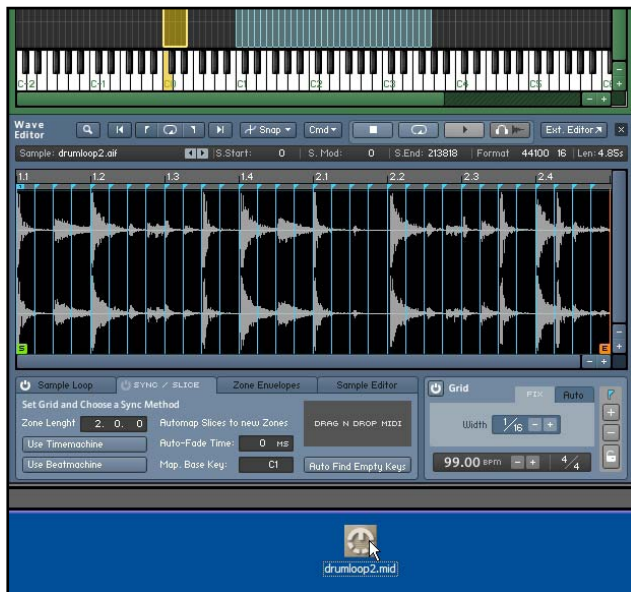 C-2 C-1 C0 C1 C2 C3 C4 C5
Wave Editor Snap Cmd Ext. Editor
Sample: drumloop2.aif S.Start: 0 S. Mod: 0 S.End: 213818 Format 44100 16 Len: 4.85s
1.1 1.2 1.3 1.4 2.1 2.2 2.3 2.4
S E
Sample Loop SYNC / SLICE Zone Envelopes Sample Editor
Grid FIX Auto
Set Grid and Choose a Sync Method
Zone Lenght 2. 0. 0 Automap Slices to new Zones DRAG N DROP MIDI
Width 1/16 - +
Use Timemachine Auto-Fade Time: 0 MS
Use Beatmachine Map. Base Key: C1 Auto Find Empty Keys
99.00 BPM - + 4/4
drumloop2.mid